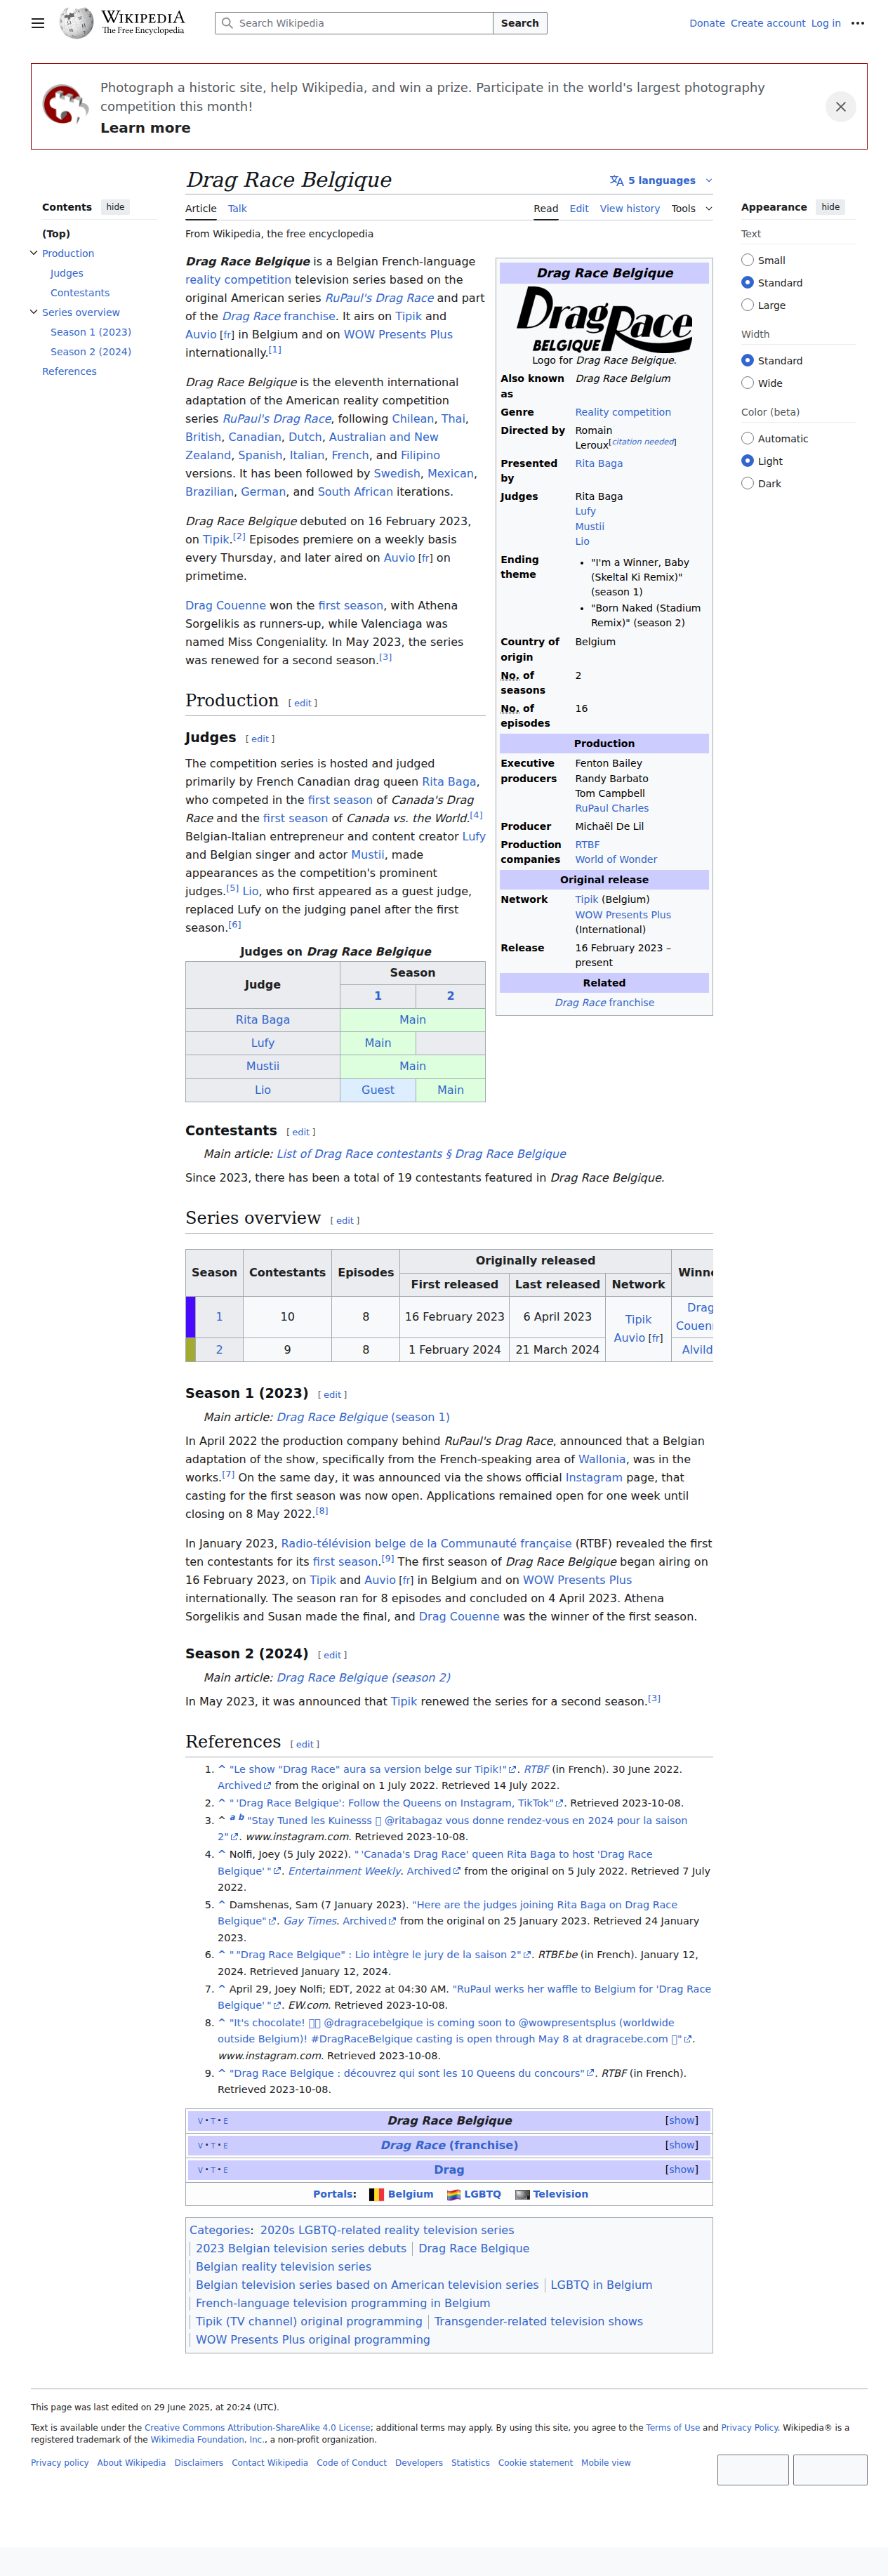 WIKIPEDIA
The Free Encyclopedia
Search Wikipedia
Search
Donate Create account Log in
Photograph a historic site, help Wikipedia, and win a prize. Participate in the world's largest photography
competition this month!
Learn more
Contents hide
(Top)
Production
Judges
Contestants
Series overview
Season 1 (2023)
Season 2 (2024)
References
Drag Race Belgique
5 languages
Article Talk
Read Edit View history Tools
From Wikipedia, the free encyclopedia
Appearance hide
Text
Small
Standard
Large
Width
Standard
Wide
Color (beta)
Automatic
Light
Dark
Drag Race Belgique is a Belgian French-language
reality competition television series based on the
original American series RuPaul's Drag Race and part
of the Drag Race franchise. It airs on Tipik and
Auvio [fr] in Belgium and on WOW Presents Plus
internationally.[1]
Drag Race Belgique is the eleventh international
adaptation of the American reality competition
series RuPaul's Drag Race, following Chilean, Thai,
British, Canadian, Dutch, Australian and New
Zealand, Spanish, Italian, French, and Filipino
versions. It has been followed by Swedish, Mexican,
Brazilian, German, and South African iterations.
Drag Race Belgique debuted on 16 February 2023,
on Tipik.[2] Episodes premiere on a weekly basis
every Thursday, and later aired on Auvio [fr] on
primetime.
Drag Couenne won the first season, with Athena
Sorgelikis as runners-up, while Valenciaga was
named Miss Congeniality. In May 2023, the series
was renewed for a second season.[3]
Drag Race Belgique
Drag Race
BELGIQUE
Logo for Drag Race Belgique.
Also known as Drag Race Belgium
Genre Reality competition
Directed by Romain
Leroux[citation needed]
Presented by Rita Baga
Judges Rita Baga
Lufy
Mustii
Lio
Ending theme
• "I'm a Winner, Baby
(Skeltal Ki Remix)"
(season 1)
• "Born Naked (Stadium
Remix)" (season 2)
Country of origin Belgium
No. of seasons 2
No. of episodes 16
Production
Executive producers Fenton Bailey
Randy Barbato
Tom Campbell
RuPaul Charles
Producer Michaël De Lil
Production companies RTBF
World of Wonder
Original release
Network Tipik (Belgium)
WOW Presents Plus
(International)
Release 16 February 2023 –
present
Related
Drag Race franchise
Production [ edit ]
Judges [ edit ]
The competition series is hosted and judged
primarily by French Canadian drag queen Rita Baga,
who competed in the first season of Canada's Drag
Race and the first season of Canada vs. the World.[4]
Belgian-Italian entrepreneur and content creator Lufy
and Belgian singer and actor Mustii, made
appearances as the competition's prominent
judges.[5] Lio, who first appeared as a guest judge,
replaced Lufy on the judging panel after the first
season.[6]
Judges on Drag Race Belgique
Judge Season
1 2
Rita Baga Main
Lufy Main
Mustii Main
Lio Guest Main
Contestants [ edit ]
Main article: List of Drag Race contestants § Drag Race Belgique
Since 2023, there has been a total of 19 contestants featured in Drag Race Belgique.
Series overview [ edit ]
Season Contestants Episodes Originally released
First released Last released Network
1 10 8 16 February 2023 6 April 2023 Tipik
Auvio [fr] Drag
2 9 8 1 February 2024 21 March 2024
Season 1 (2023) [ edit ]
Main article: Drag Race Belgique (season 1)
In April 2022 the production company behind RuPaul's Drag Race, announced that a Belgian
adaptation of the show, specifically from the French-speaking area of Wallonia, was in the
works.[7] On the same day, it was announced via the shows official Instagram page, that
casting for the first season was now open. Applications remained open for one week until
closing on 8 May 2022.[8]
In January 2023, Radio-télévision belge de la Communauté française (RTBF) revealed the first
ten contestants for its first season.[9] The first season of Drag Race Belgique began airing on
16 February 2023, on Tipik and Auvio [fr] in Belgium and on WOW Presents Plus
internationally. The season ran for 8 episodes and concluded on 4 April 2023. Athena
Sorgelikis and Susan made the final, and Drag Couenne was the winner of the first season.
Season 2 (2024) [ edit ]
Main article: Drag Race Belgique (season 2)
In May 2023, it was announced that Tipik renewed the series for a second season.[3]
References [ edit ]
1. ^ "Le show "Drag Race" aura sa version belge sur Tipik!". RTBF (in French). 30 June 2022.
Archived from the original on 1 July 2022. Retrieved 14 July 2022.
2. ^ " 'Drag Race Belgique': Follow the Queens on Instagram, TikTok". Retrieved 2023-10-08.
3. ^ a b "Stay Tuned les Kuinesss @ritabagaz vous donne rendez-vous en 2024 pour la saison
2". www.instagram.com. Retrieved 2023-10-08.
4. ^ Nolfi, Joey (5 July 2022). " 'Canada's Drag Race' queen Rita Baga to host 'Drag Race
Belgique' ". Entertainment Weekly. Archived from the original on 5 July 2022. Retrieved 7 July
2022.
5. ^ Damshenas, Sam (7 January 2023). "Here are the judges joining Rita Baga on Drag Race
Belgique". Gay Times. Archived from the original on 25 January 2023. Retrieved 24 January
2023.
6. ^ " "Drag Race Belgique" : Lio intègre le jury de la saison 2". RTBF.be (in French). January 12,
2024. Retrieved January 12, 2024.
7. ^ April 29, Joey Nolfi; EDT, 2022 at 04:30 AM. "RuPaul werks her waffle to Belgium for 'Drag Race
Belgique' ". EW.com. Retrieved 2023-10-08.
8. ^ "It's chocolate! @dragracebelgique is coming soon to @wowpresentsplus (worldwide
outside Belgium)! #DragRaceBelgique casting is open through May 8 at dragracebe.com ".
www.instagram.com. Retrieved 2023-10-08.
9. ^ "Drag Race Belgique : découvrez qui sont les 10 Queens du concours". RTBF (in French).
Retrieved 2023-10-08.
V • T • E Drag Race Belgique [show]
V • T • E Drag Race (franchise) [show]
V • T • E Drag [show]
Portals: Belgium LGBTQ Television
Categories: 2020s LGBTQ-related reality television series
2023 Belgian television series debuts | Drag Race Belgique
Belgian reality television series
Belgian television series based on American television series | LGBTQ in Belgium
French-language television programming in Belgium
Tipik (TV channel) original programming | Transgender-related television shows
WOW Presents Plus original programming
This page was last edited on 29 June 2025, at 20:24 (UTC).
Text is available under the Creative Commons Attribution-ShareAlike 4.0 License; additional terms may apply. By using this site, you agree to the Terms of Use and Privacy Policy. Wikipedia® is a
registered trademark of the Wikimedia Foundation, Inc., a non-profit organization.
Privacy policy About Wikipedia Disclaimers Contact Wikipedia Code of Conduct Developers Statistics Cookie statement Mobile view